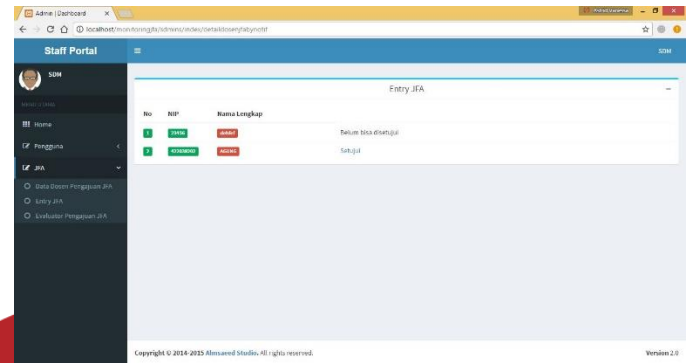 Admin | Dashboard
localhost/monitoringjfa/admins/index/detaildosenjfabynotif
Staff Portal
SDM
SDM
Entry JFA
No NIP Nama Lengkap
1 Belum bisa disetujui
2 AGUNG Setujui
Home
Pengguna
JFA
Data Dosen Pengajuan JFA
Entry JFA
Evaluator Pengajuan JFA
Copyright © 2014-2015 Almsaeed Studio. All rights reserved.
Version 2.0